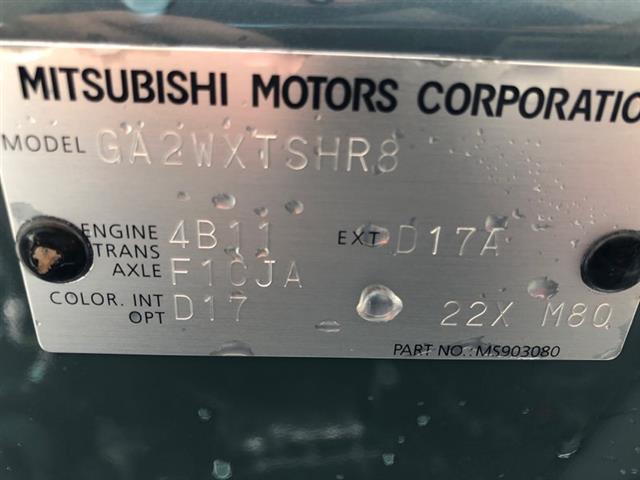 MITSUBISHI MOTORS CORPORATIO
MODEL GA2WXTSHR8
ENGINE 4B11 EXT D17A
TRANS
AXLE F1CJA
COLOR. INT
OPT D17 22X M80
PART NO.: MS903080